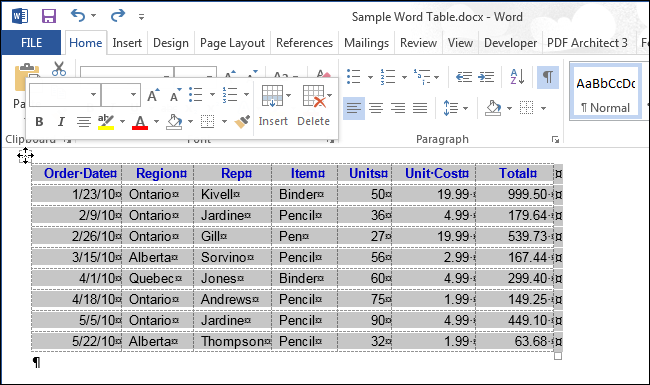 Sample Word Table.docx - Word
FILE Home Insert Design Page Layout References Mailings Review View Developer PDF Architect 3
Insert Delete
B I U A
AaBbCcDc
¶ Normal
Clipboard Paragraph
Order·Date¤ Region¤ Rep¤ Item¤ Units¤ Unit·Cost¤ Total¤ ¤
1/23/10¤ Ontario¤ Kivell¤ Binder¤ 50¤ 19.99·¤ 999.50·¤ ¤
2/9/10¤ Ontario¤ Jardine¤ Pencil¤ 36¤ 4.99·¤ 179.64·¤ ¤
2/26/10¤ Ontario¤ Gill¤ Pen¤ 27¤ 19.99·¤ 539.73·¤ ¤
3/15/10¤ Alberta¤ Sorvino¤ Pencil¤ 56¤ 2.99·¤ 167.44·¤ ¤
4/1/10¤ Quebec¤ Jones¤ Binder¤ 60¤ 4.99·¤ 299.40·¤ ¤
4/18/10¤ Ontario¤ Andrews¤ Pencil¤ 75¤ 1.99·¤ 149.25·¤ ¤
5/5/10¤ Ontario¤ Jardine¤ Pencil¤ 90¤ 4.99·¤ 449.10·¤ ¤
5/22/10¤ Alberta¤ Thompson¤ Pencil¤ 32¤ 1.99·¤ 63.68·¤ ¤
¶